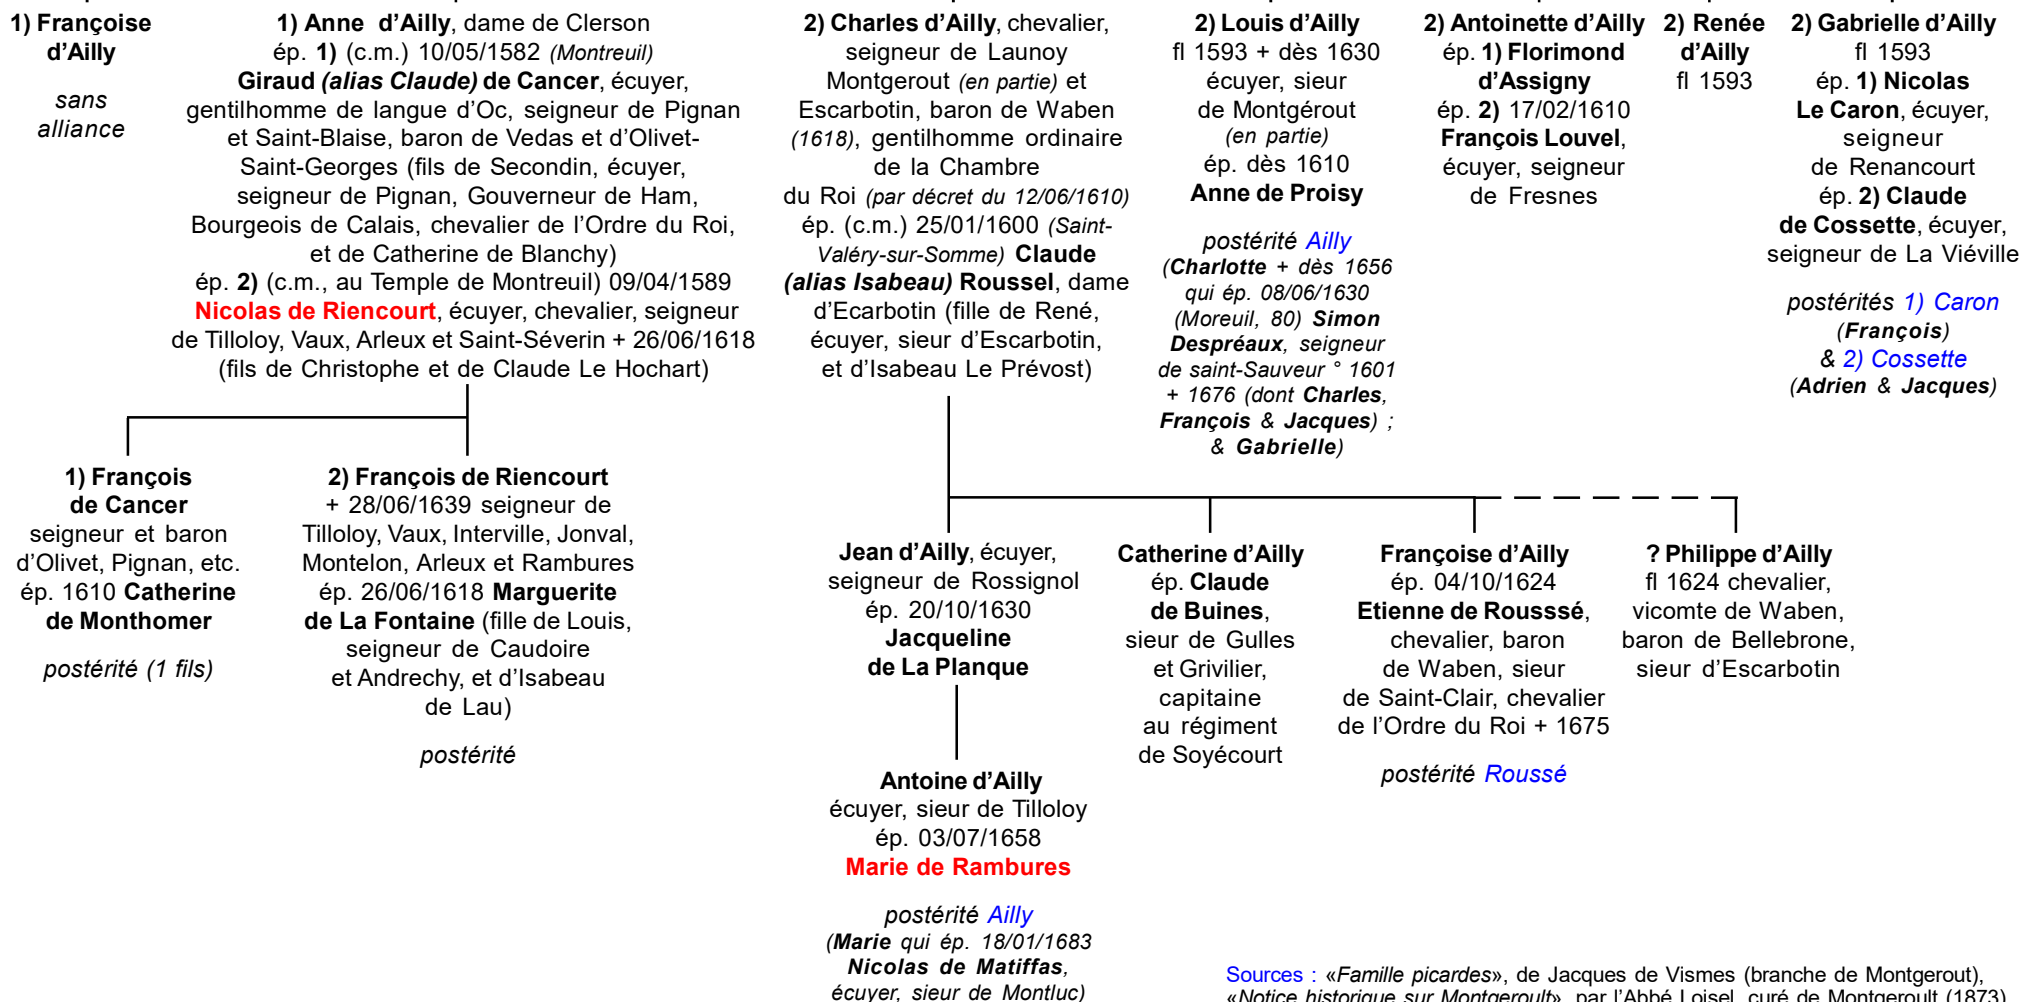 1) Françoise
d’Ailly
sans
alliance
1) Anne d’Ailly, dame de Clerson
ép. 1) (c.m.) 10/05/1582 (Montreuil)
Giraud (alias Claude) de Cancer, écuyer,
gentilhomme de langue d’Oc, seigneur de Pignan
et Saint-Blaise, baron de Vedas et d’Olivet-
Saint-Georges (fils de Secondin, écuyer,
seigneur de Pignan, Gouverneur de Ham,
Bourgeois de Calais, chevalier de l’Ordre du Roi,
et de Catherine de Blanchy)
ép. 2) (c.m., au Temple de Montreuil) 09/04/1589
Nicolas de Riencourt, écuyer, chevalier, seigneur
de Tilloloy, Vaux, Arleux et Saint-Séverin + 26/06/1618
(fils de Christophe et de Claude Le Hochart)
2) Charles d’Ailly, chevalier,
seigneur de Launoy
Montgerout (en partie) et
Escarbotin, baron de Waben
(1618), gentilhomme ordinaire
de la Chambre
du Roi (par décret du 12/06/1610)
ép. (c.m.) 25/01/1600 (Saint-
Valéry-sur-Somme) Claude
(alias Isabeau) Roussel, dame
d’Ecarbotin (fille de René,
écuyer, sieur d’Escarbotin,
et d’Isabeau Le Prévost)
2) Louis d’Ailly
fl 1593 + dès 1630
écuyer, sieur
de Montgérout
(en partie)
ép. dès 1610
Anne de Proisy
postérité Ailly
(Charlotte + dès 1656
qui ép. 08/06/1630
(Moreuil, 80) Simon
Despréaux, seigneur
de saint-Sauveur ° 1601
+ 1676 (dont Charles,
François & Jacques) ;
& Gabrielle)
2) Antoinette d’Ailly
ép. 1) Florimond
d’Assigny
ép. 2) 17/02/1610
François Louvel,
écuyer, seigneur
de Fresnes
2) Renée
d’Ailly
fl 1593
2) Gabrielle d’Ailly
fl 1593
ép. 1) Nicolas
Le Caron, écuyer,
seigneur
de Renancourt
ép. 2) Claude
de Cossette, écuyer,
seigneur de La Viéville
postérités 1) Caron
(François)
& 2) Cossette
(Adrien & Jacques)
1) François
de Cancer
seigneur et baron
d’Olivet, Pignan, etc.
ép. 1610 Catherine
de Monthomer
postérité (1 fils)
2) François de Riencourt
+ 28/06/1639 seigneur de
Tilloloy, Vaux, Interville, Jonval,
Montelon, Arleux et Rambures
ép. 26/06/1618 Marguerite
de La Fontaine (fille de Louis,
seigneur de Caudoire
et Andrechy, et d’Isabeau
de Lau)
postérité
Jean d’Ailly, écuyer,
seigneur de Rossignol
ép. 20/10/1630
Jacqueline
de La Planque
Catherine d’Ailly
ép. Claude
de Buines,
sieur de Gulles
et Grivilier,
capitaine
au régiment
de Soyécourt
Françoise d’Ailly
ép. 04/10/1624
Etienne de Rousssé,
chevalier, baron
de Waben, sieur
de Saint-Clair, chevalier
de l’Ordre du Roi + 1675
postérité Roussé
? Philippe d’Ailly
fl 1624 chevalier,
vicomte de Waben,
baron de Bellebrone,
sieur d’Escarbotin
Antoine d’Ailly
écuyer, sieur de Tilloloy
ép. 03/07/1658
Marie de Rambures
postérité Ailly
(Marie qui ép. 18/01/1683
Nicolas de Matiffas,
écuyer, sieur de Montluc)
Sources : «Famille picardes», de Jacques de Vismes (branche de Montgerout),
«Notice historique sur Montgeroult», par l’Abbé Loisel, curé de Montgeroult (1873)